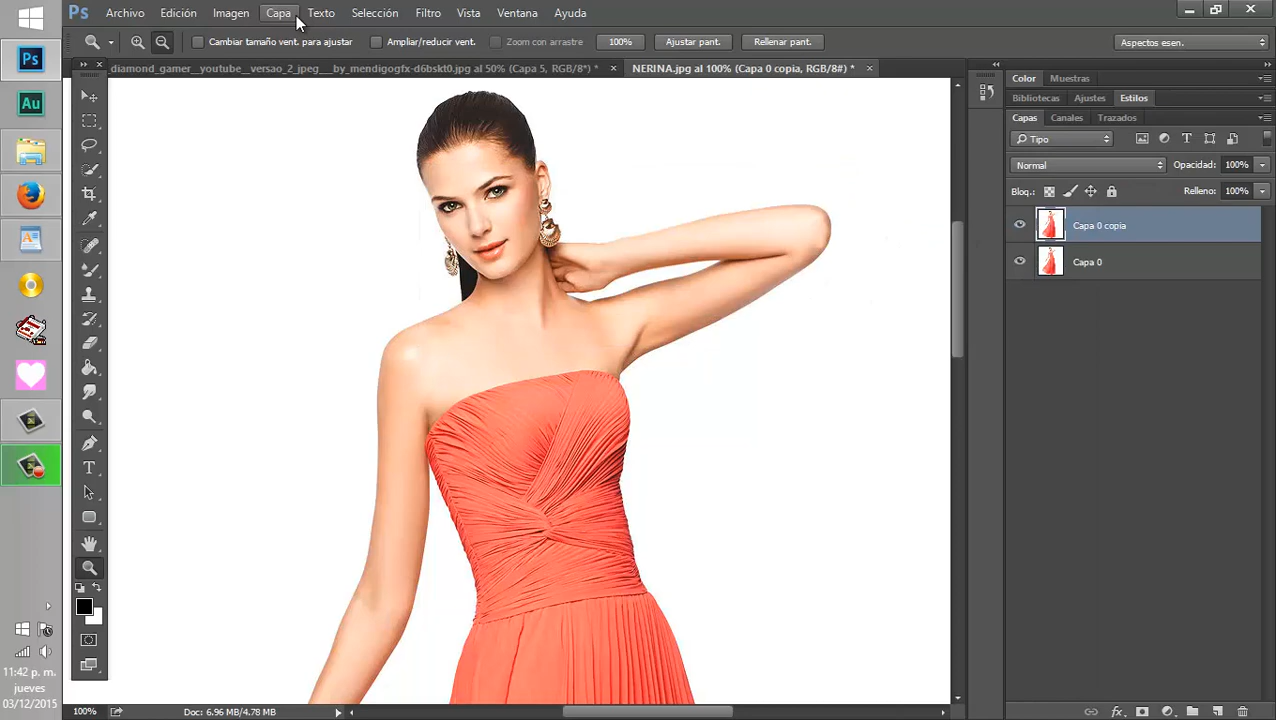 Ps Archivo Edición Imagen Capa Texto Selección Filtro Vista Ventana Ayuda
Cambiar tamaño vent. para ajustar Ampliar/reducir vent. Zoom con arrastre 100% Ajustar pant. Rellenar pant. Aspectos esen.
diamond_gamer__youtube__versao_2_jpeg___by_mendigogfx-d6bskt0.jpg al 50% (Capa 5, RGB/8*) * × NERINA.jpg al 100% (Capa 0 copia, RGB/8#) * ×
Ps
Au
Color Muestras
Bibliotecas Ajustes Estilos
Capas Canales Trazados
Tipo
Normal Opacidad: 100%
Bloq.: Relleno: 100%
Capa 0 copia
Capa 0
T
11:42 p. m.
jueves
03/12/2015
100% Doc: 6.96 MB/4.78 MB
fx